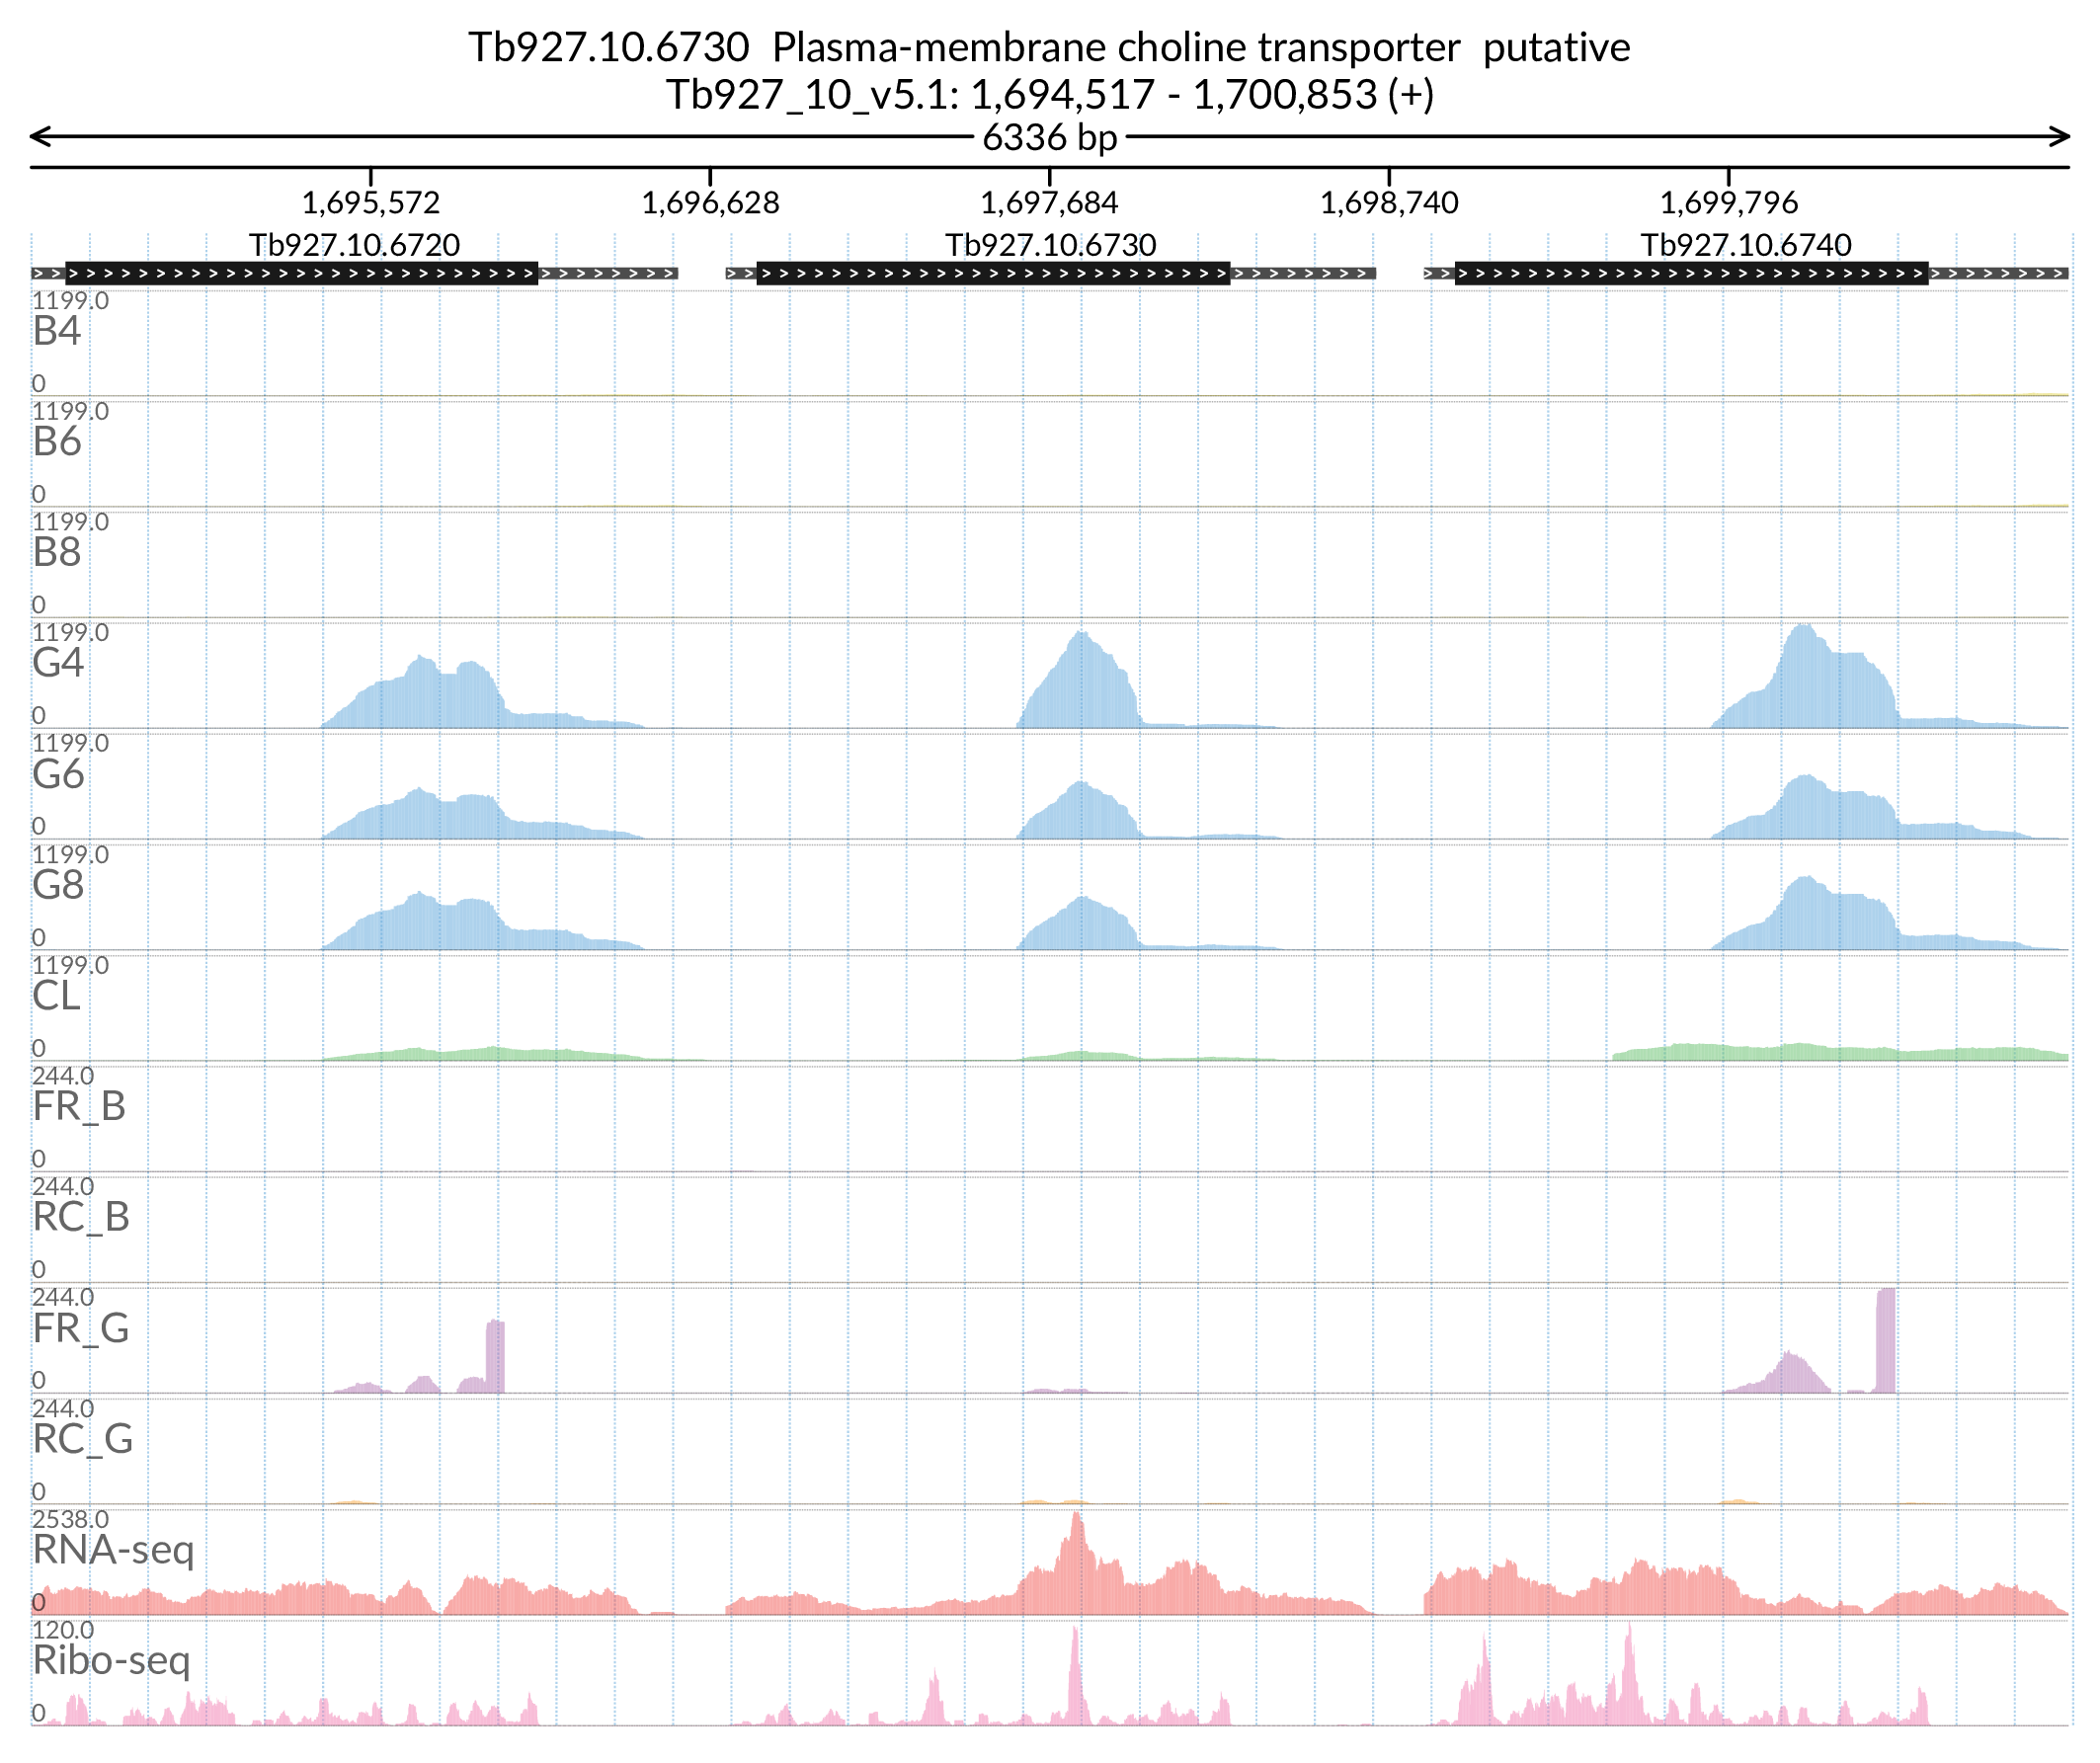 Tb927.10.6730  Plasma-membrane choline transporter  putative
Tb927_10_v5.1: 1,694,517 - 1,700,853 (+)
6336 bp
1,695,572 1,696,628 1,697,684 1,698,740 1,699,796
Tb927.10.6720 Tb927.10.6730 Tb927.10.6740
1199.0
B4
0
1199.0
B6
0
1199.0
B8
0
1199.0
G4
0
1199.0
G6
0
1199.0
G8
0
1199.0
CL
0
244.0
FR_B
0
244.0
RC_B
0
244.0
FR_G
0
244.0
RC_G
0
2538.0
RNA-seq
0
120.0
Ribo-seq
0